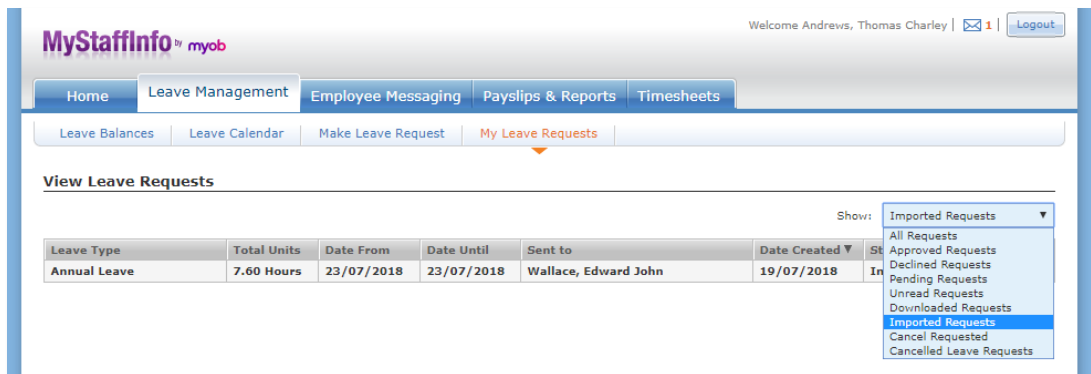 Welcome Andrews, Thomas Charley | 1 | Logout
MyStaffInfo by myob
Home Leave Management Employee Messaging Payslips & Reports Timesheets
Leave Balances Leave Calendar Make Leave Request My Leave Requests
View Leave Requests
Show: Imported Requests ▼
Leave Type Total Units Date From Date Until Sent to Date Created ▼ St
Annual Leave 7.60 Hours 23/07/2018 23/07/2018 Wallace, Edward John 19/07/2018
All Requests
Approved Requests
Declined Requests
Pending Requests
Unread Requests
Downloaded Requests
Imported Requests
Cancel Requested
Cancelled Leave Requests